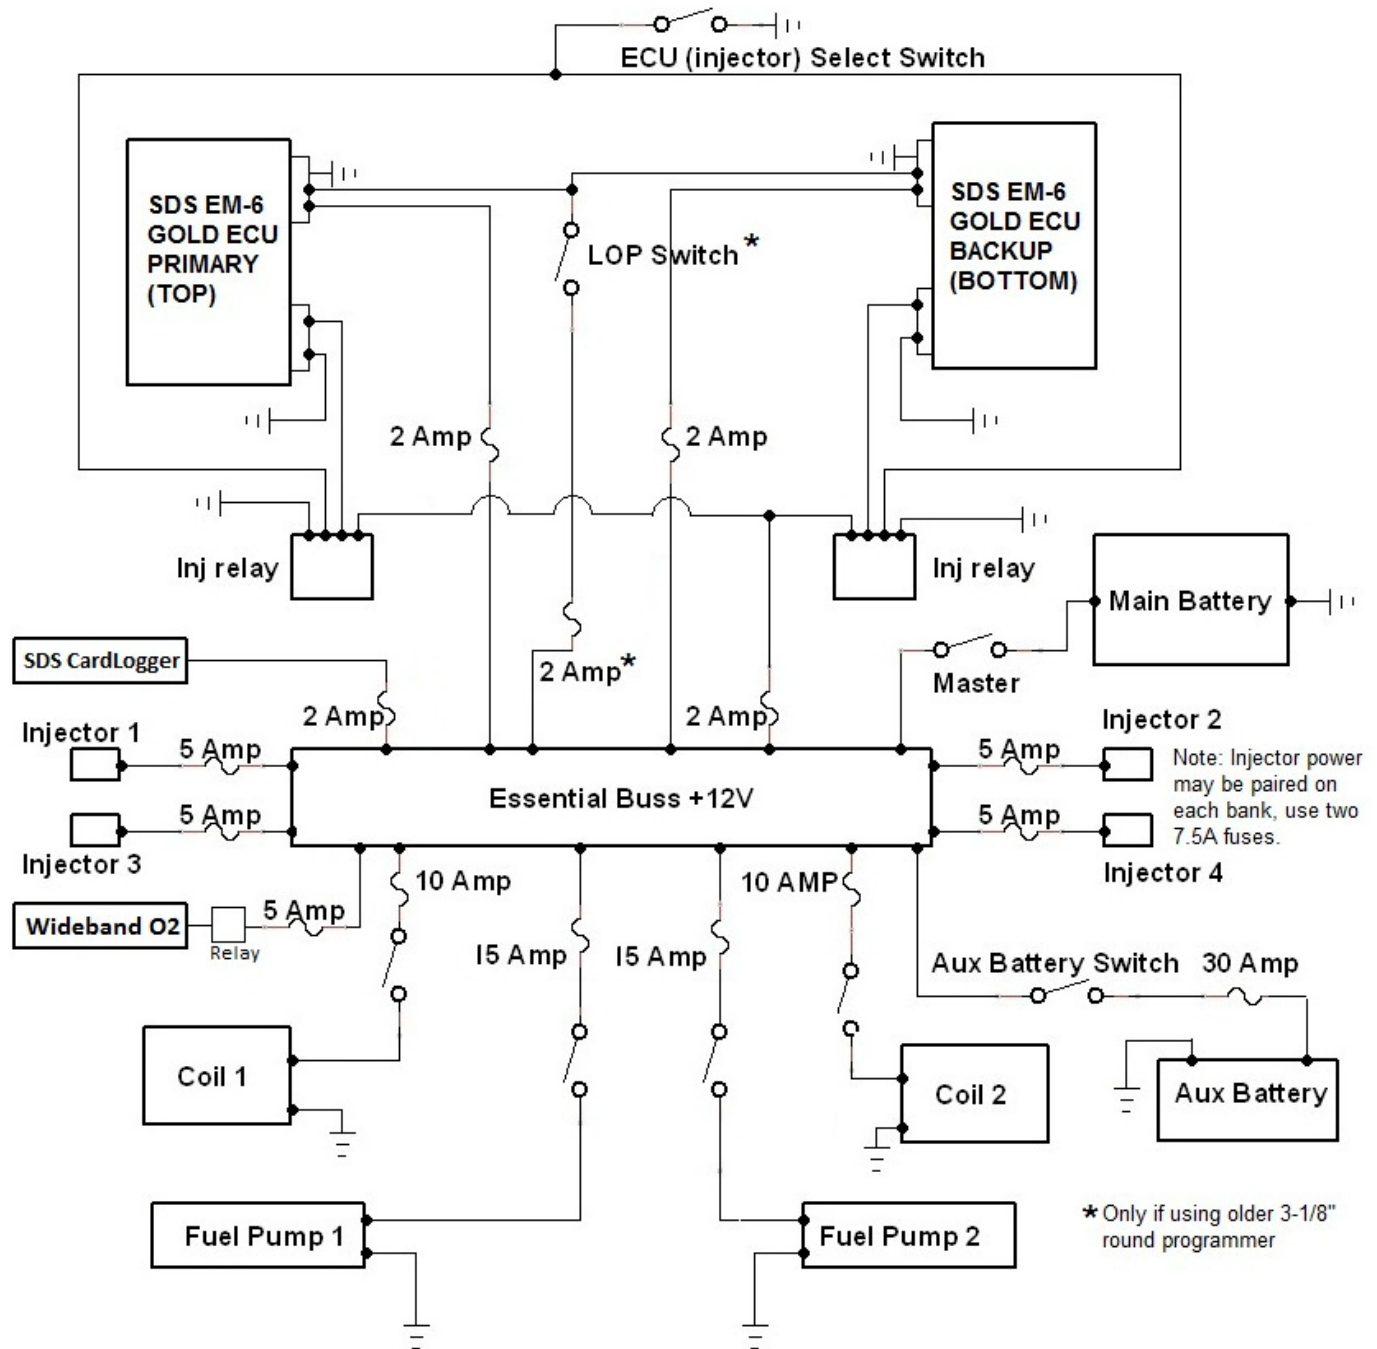 ECU (injector) Select Switch
SDS EM-6
GOLD ECU
PRIMARY
(TOP)
SDS EM-6
GOLD ECU
BACKUP
(BOTTOM)
LOP Switch*
2 Amp
2 Amp
Inj relay
Inj relay
Main Battery
SDS CardLogger
2 Amp*
Master
2 Amp
2 Amp
Injector 1
5 Amp
Injector 3
5 Amp
Essential Buss +12V
5 Amp
Injector 2
5 Amp
Injector 4
Note: Injector power
may be paired on
each bank, use two
7.5A fuses.
Wideband O2
Relay
5 Amp
10 Amp
I5 Amp
I5 Amp
10 AMP
Aux Battery Switch
30 Amp
Coil 1
Coil 2
Aux Battery
Fuel Pump 1
Fuel Pump 2
* Only if using older 3-1/8"
round programmer